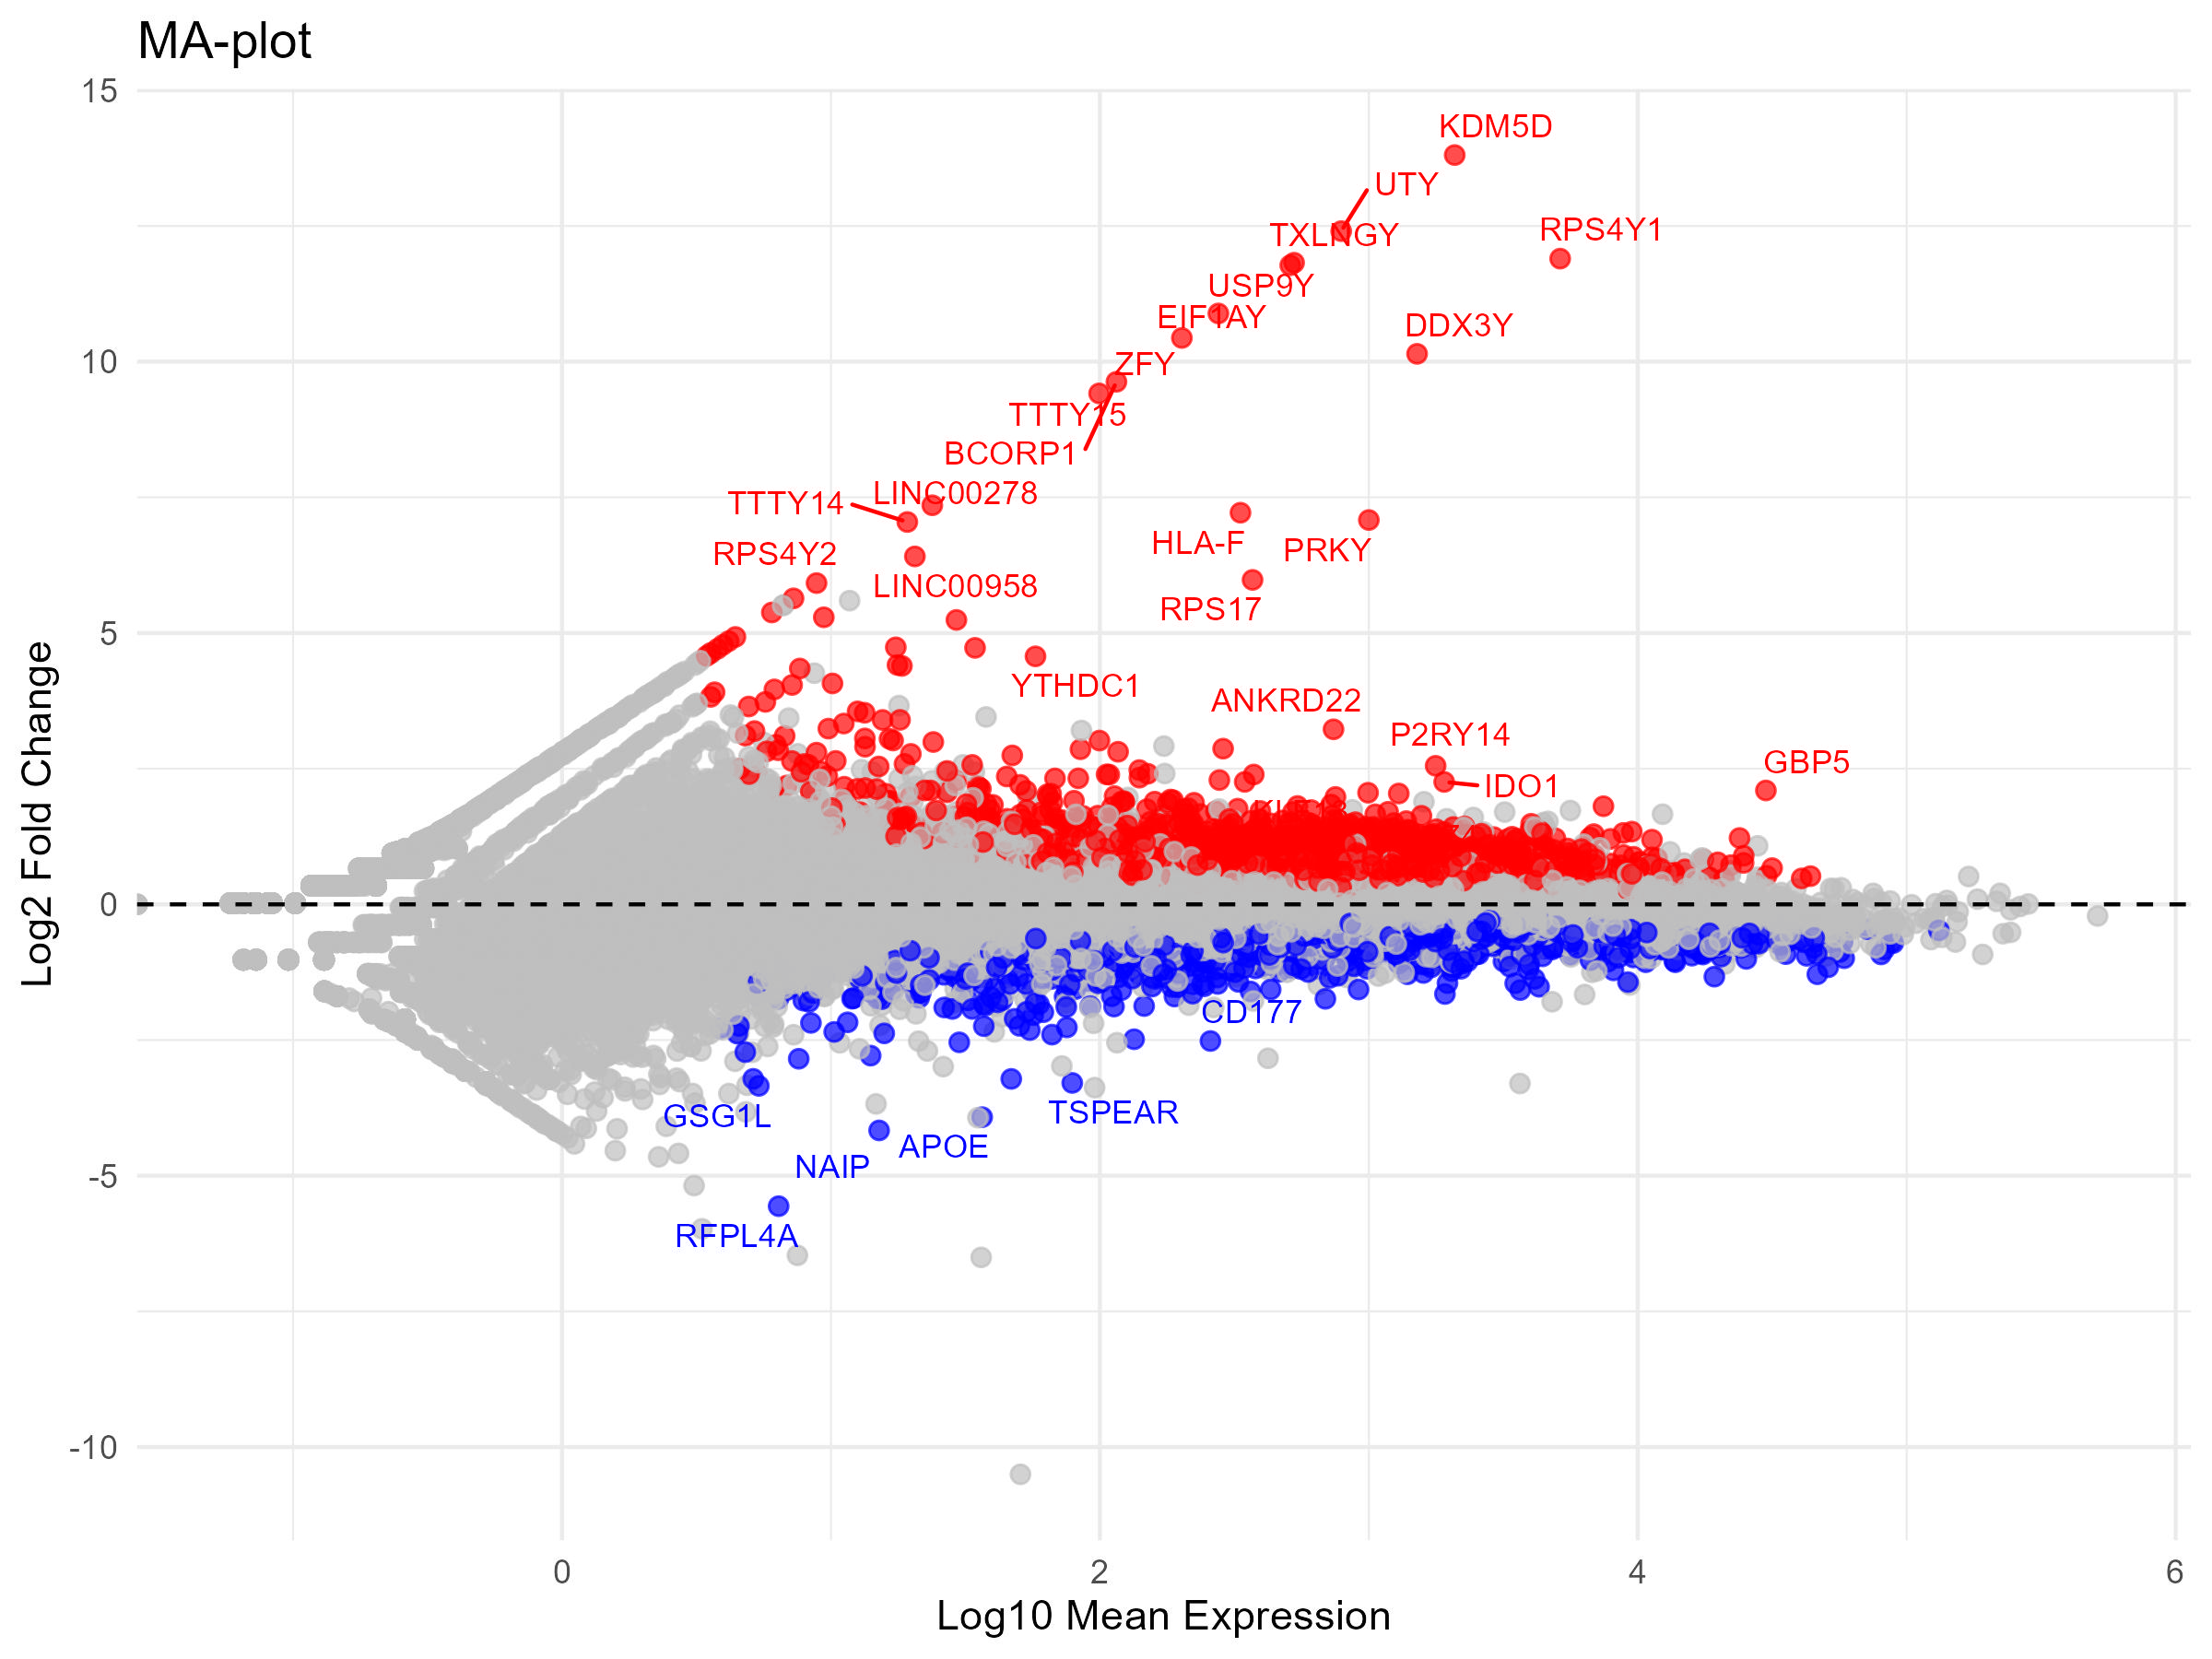 MA-plot
15
KDM5D
UTY
TXLNGY
RPS4Y1
USP9Y
EIF1AY
DDX3Y
10
ZFY
TTTY15
BCORP1
TTTY14
LINC00278
HLA-F
PRKY
RPS4Y2
LINC00958
RPS17
5
YTHDC1
ANKRD22
P2RY14
GBP5
IDO1
0
CD177
GSG1L
TSPEAR
APOE
NAIP
-5
RFPL4A
-10
0
2
4
6
Log10 Mean Expression
Log2 Fold Change